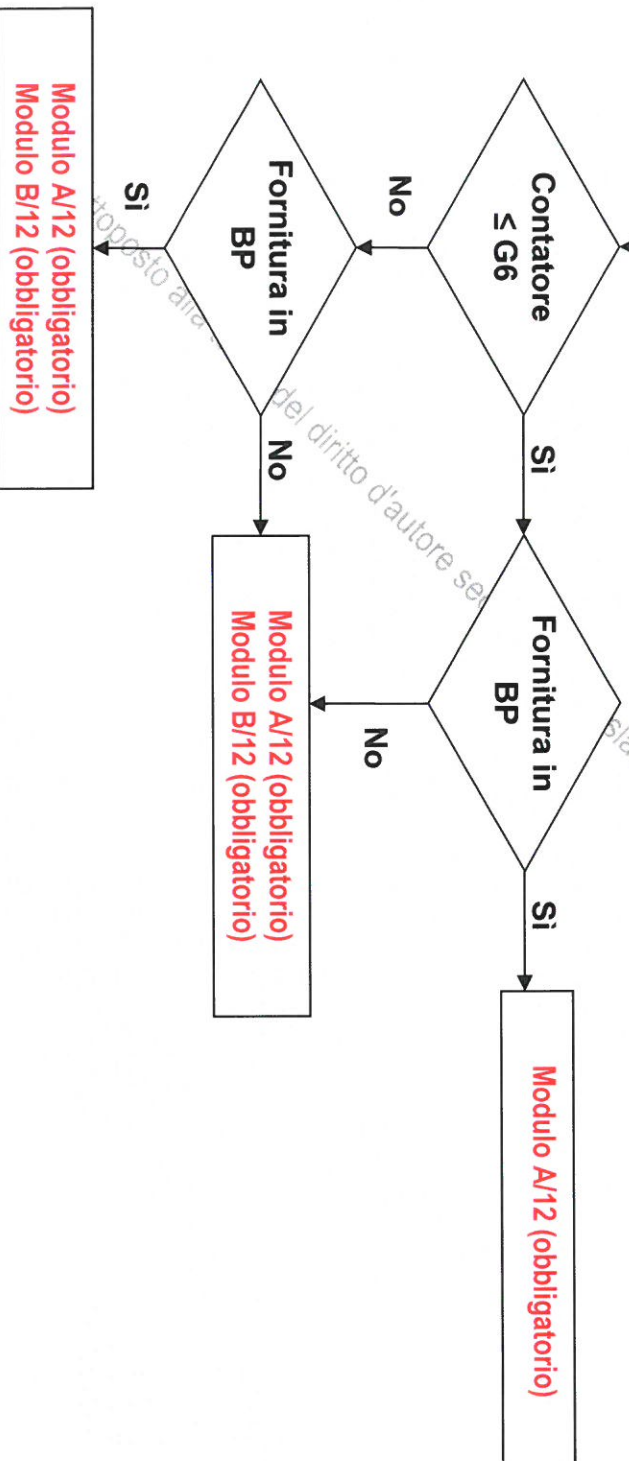 Contatore
≤ G6
Sì
Fornitura in
BP
Sì
Modulo A/12 (obbligatorio)
No
No
Fornitura in
BP
No
Modulo A/12 (obbligatorio)
Modulo B/12 (obbligatorio)
Sì
Modulo A/12 (obbligatorio)
Modulo B/12 (obbligatorio)
del diritto d'autore